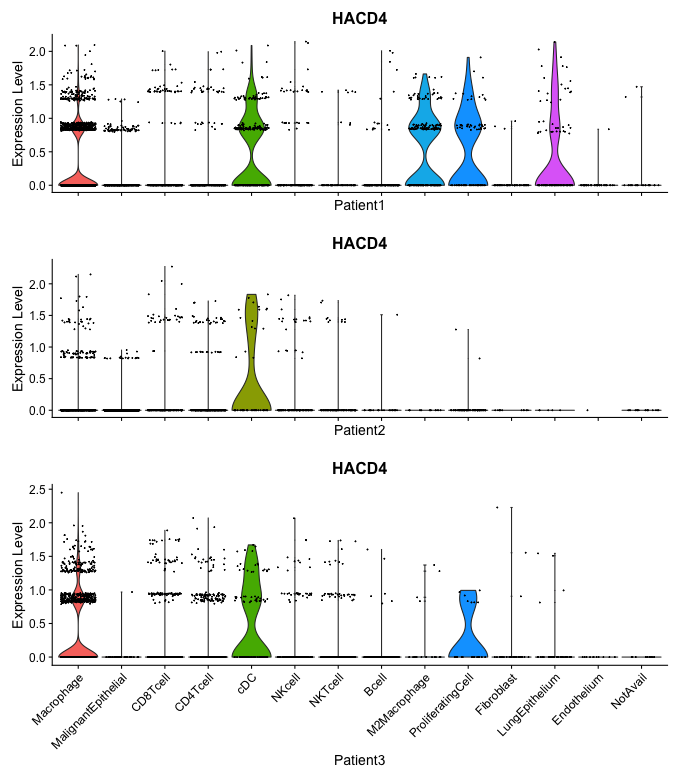 HACD4
Expression Level
2.0
1.5
1.0
0.5
0.0
Patient1
HACD4
Expression Level
2.0
1.5
1.0
0.5
0.0
Patient2
HACD4
Expression Level
2.5
2.0
1.5
1.0
0.5
0.0
Macrophage
MalignantEpithelial
CD8Tcell
CD4Tcell
cDC
NKcell
NKTcell
Bcell
M2Macrophage
ProliferatingCell
Fibroblast
LungEpithelium
Endothelium
NotAvail
Patient3